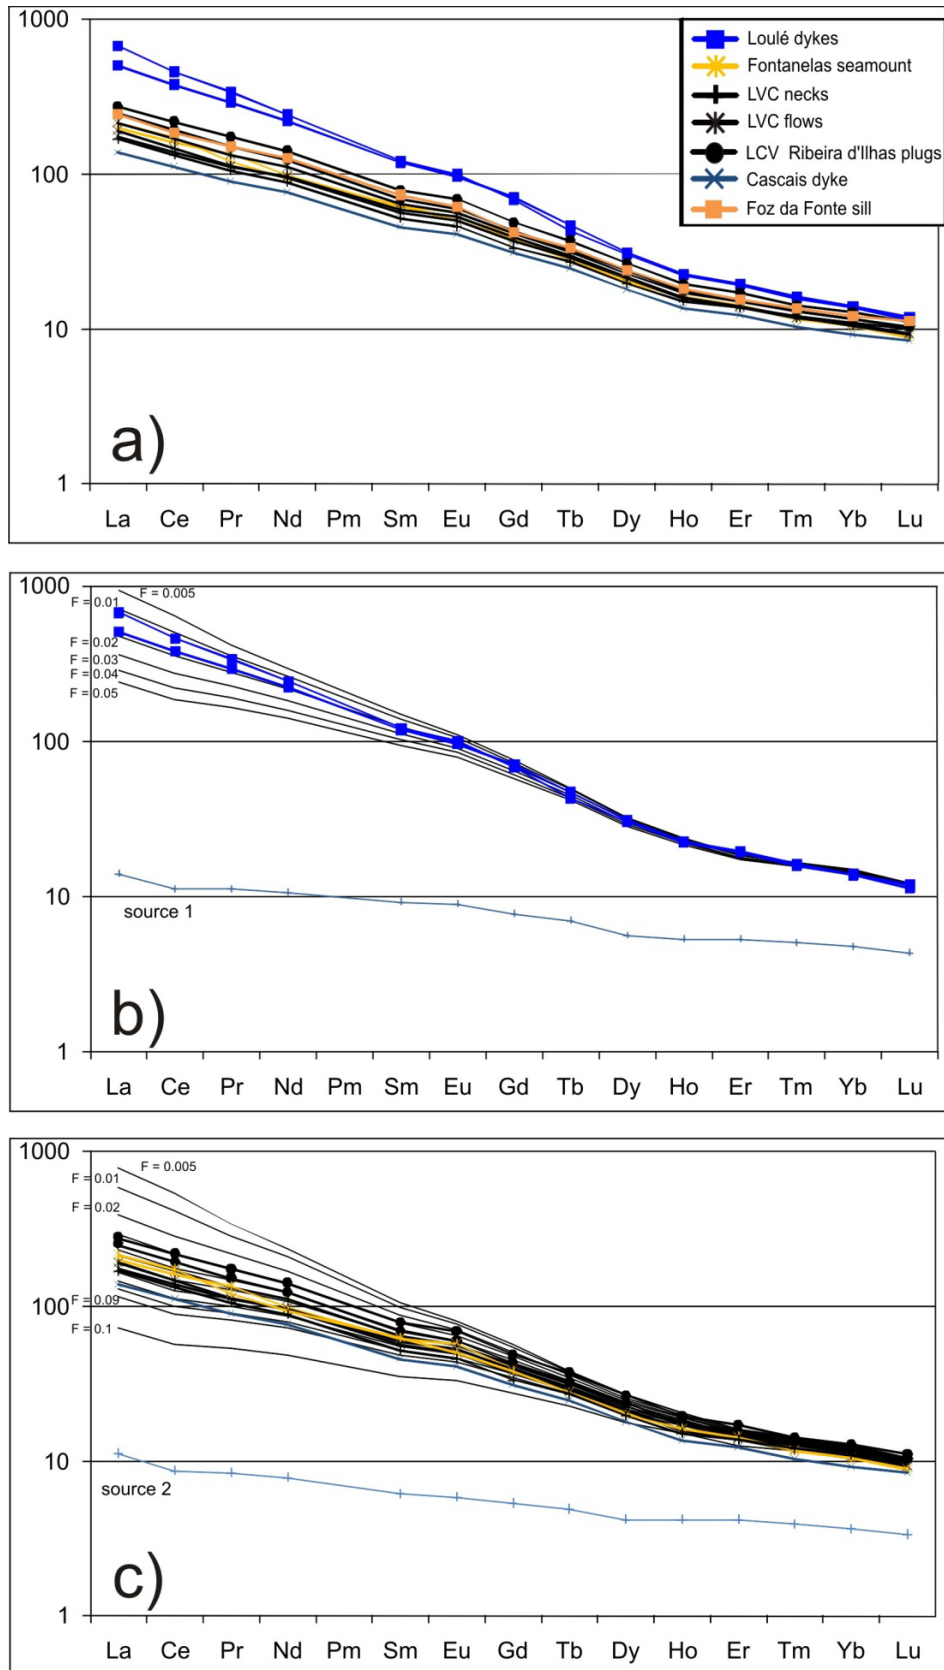 1000
100
10
1
Loulé dykes
Fontanelas seamount
LVC necks
LVC flows
LCV Ribeira d'Ilhas plugs
Cascais dyke
Foz da Fonte sill
a)
La Ce Pr Nd Pm Sm Eu Gd Tb Dy Ho Er Tm Yb Lu
1000
100
10
1
F = 0.005
F = 0.01
F = 0.02
F = 0.03
F = 0.04
F = 0.05
source 1
b)
La Ce Pr Nd Pm Sm Eu Gd Tb Dy Ho Er Tm Yb Lu
1000
100
10
1
F = 0.005
F = 0.01
F = 0.02
F = 0.09
F = 0.1
source 2
c)
La Ce Pr Nd Pm Sm Eu Gd Tb Dy Ho Er Tm Yb Lu